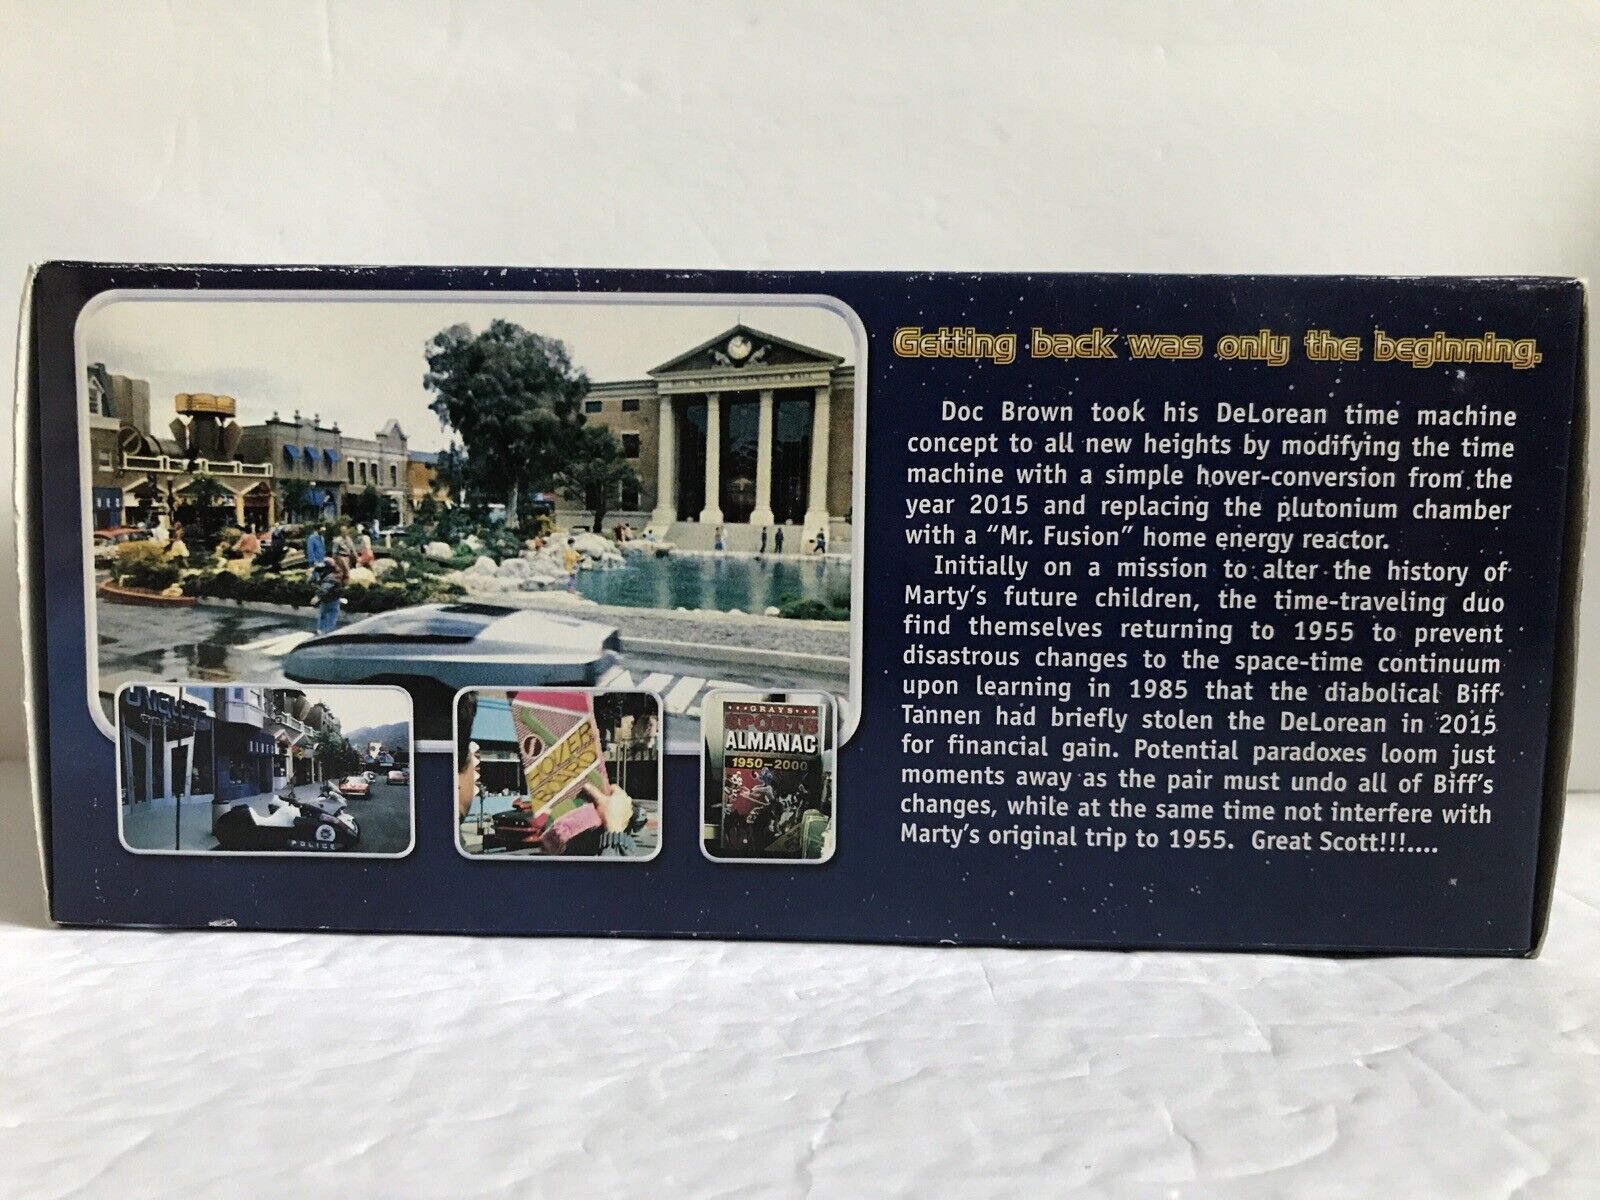 Getting back was only the beginning.
Doc Brown took his DeLorean time machine
concept to all new heights by modifying the time
machine with a simple hover-conversion from the
year 2015 and replacing the plutonium chamber
with a “Mr. Fusion” home energy reactor.
Initially on a mission to alter the history of
Marty’s future children, the time-traveling duo
find themselves returning to 1955 to prevent
disastrous changes to the space-time continuum
upon learning in 1985 that the diabolical Biff
Tannen had briefly stolen the DeLorean in 2015
for financial gain. Potential paradoxes loom just
moments away as the pair must undo all of Biff’s
changes, while at the same time not interfere with
Marty’s original trip to 1955. Great Scott!!!....
POLICE
HOVER
BOARD
GRAYS
SPORTS
ALMANAC
1950-2000